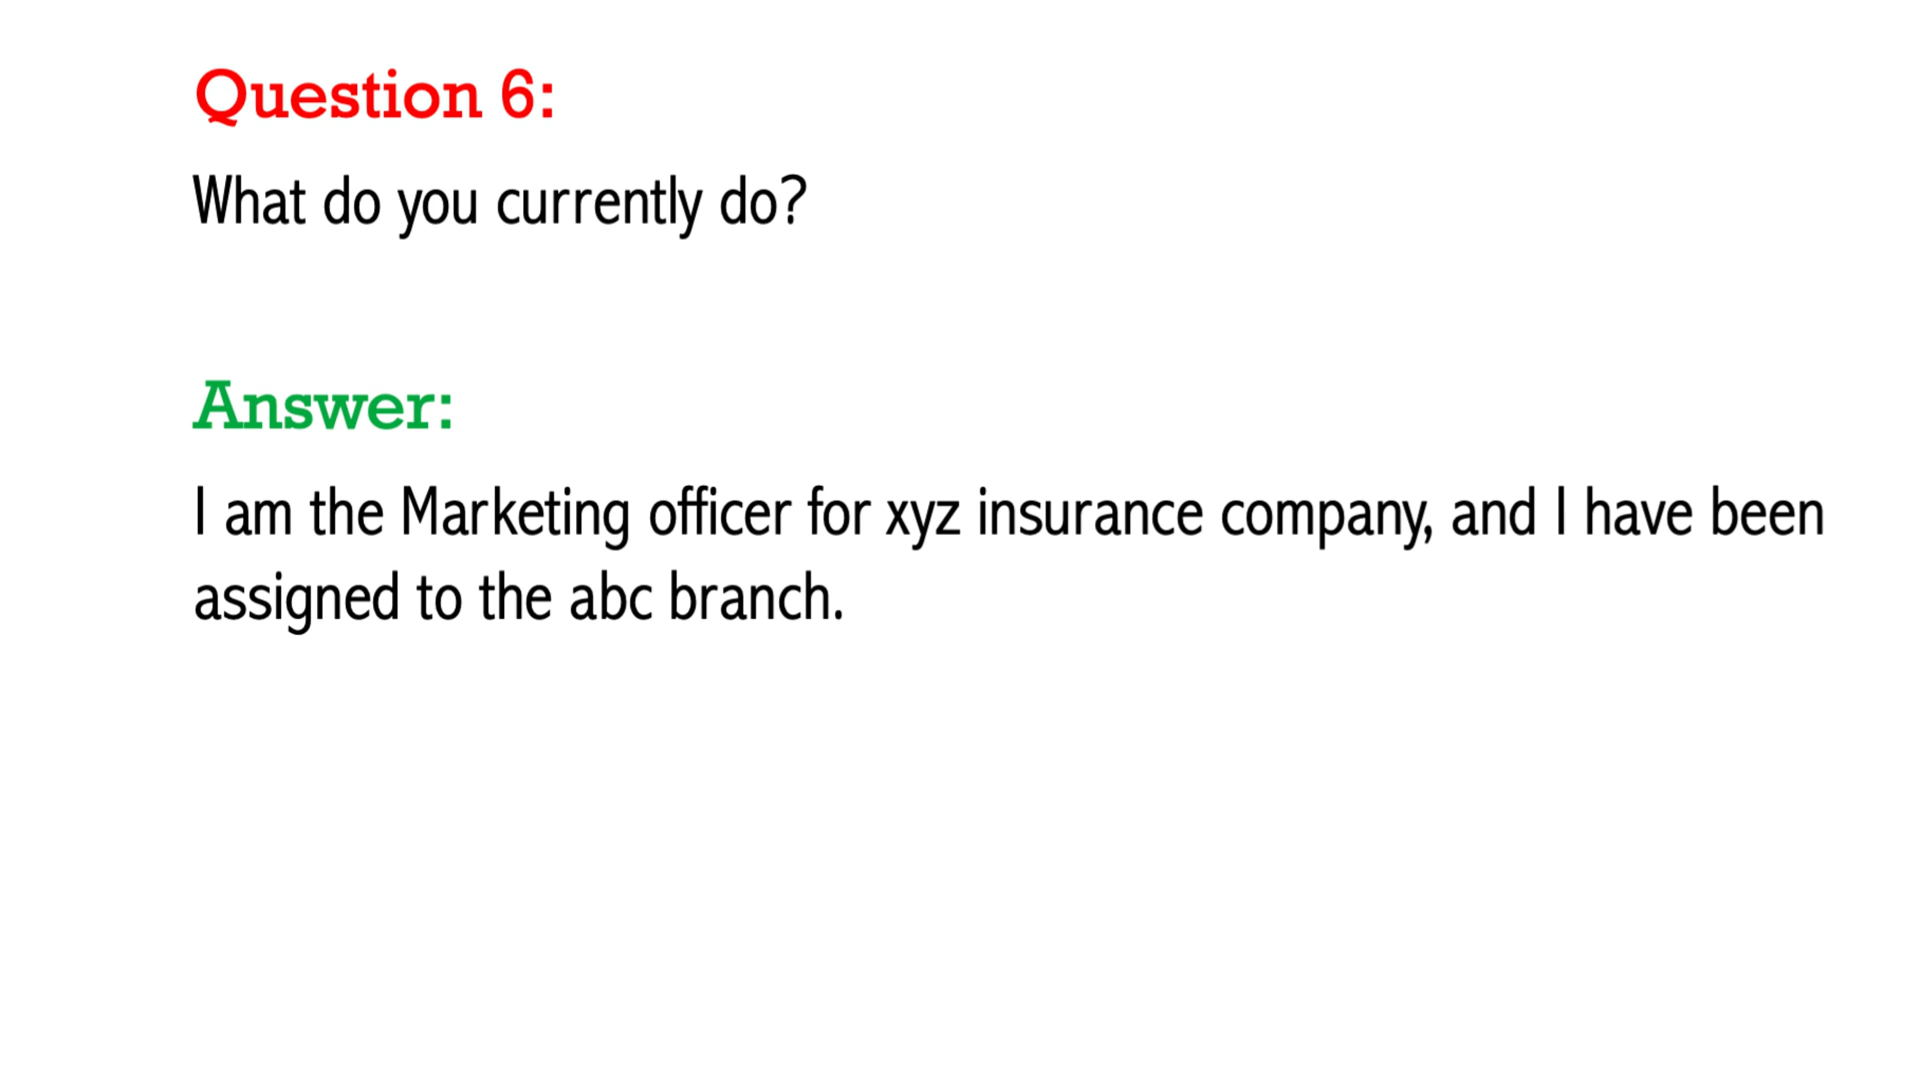 Question 6:
What do you currently do?
Answer:
I am the Marketing officer for xyz insurance company, and I have been
assigned to the abc branch.